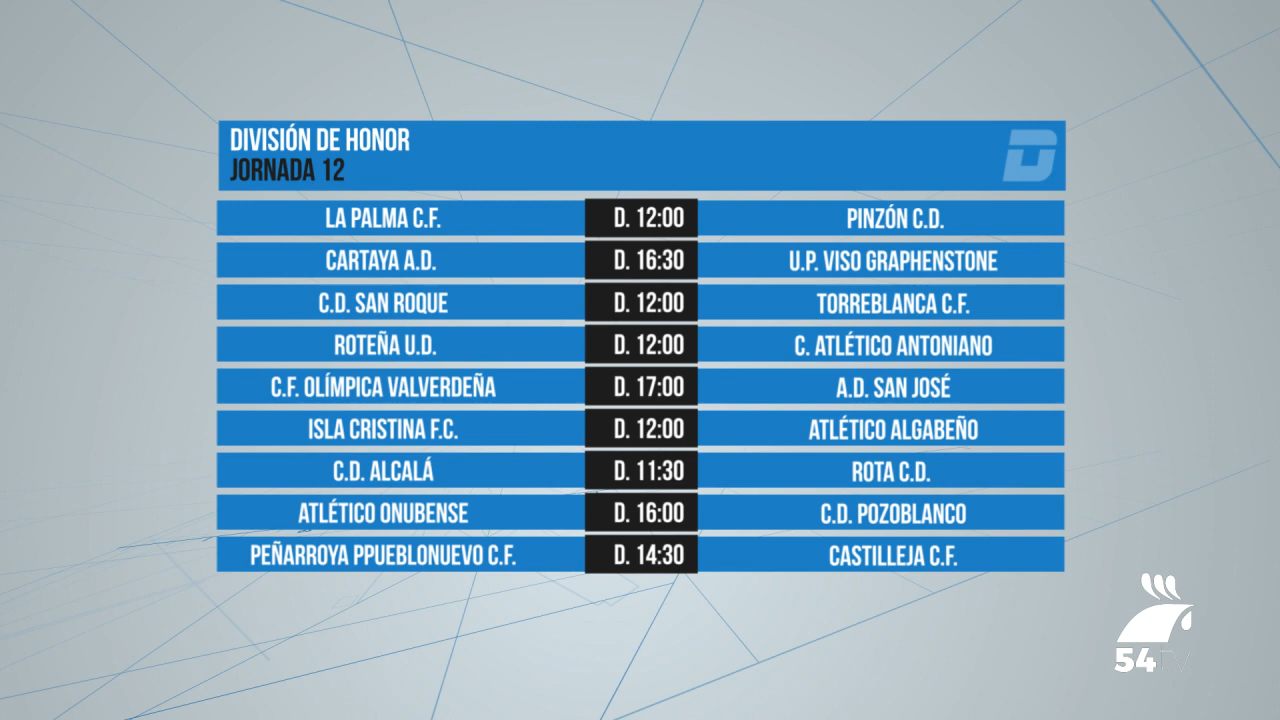 DIVISIÓN DE HONOR
JORNADA 12
LA PALMA C.F. D. 12:00 PINZÓN C.D.
CARTAYA A.D. D. 16:30 U.P. VISO GRAPHENSTONE
C.D. SAN ROQUE D. 12:00 TORREBLANCA C.F.
ROTEÑA U.D. D. 12:00 C. ATLÉTICO ANTONIANO
C.F. OLÍMPICA VALVERDEÑA D. 17:00 A.D. SAN JOSÉ
ISLA CRISTINA F.C. D. 12:00 ATLÉTICO ALGABEÑO
C.D. ALCALÁ D. 11:30 ROTA C.D.
ATLÉTICO ONUBENSE D. 16:00 C.D. POZOBLANCO
PEÑARROYA PPUEBLONUEVO C.F. D. 14:30 CASTILLEJA C.F.
54TV